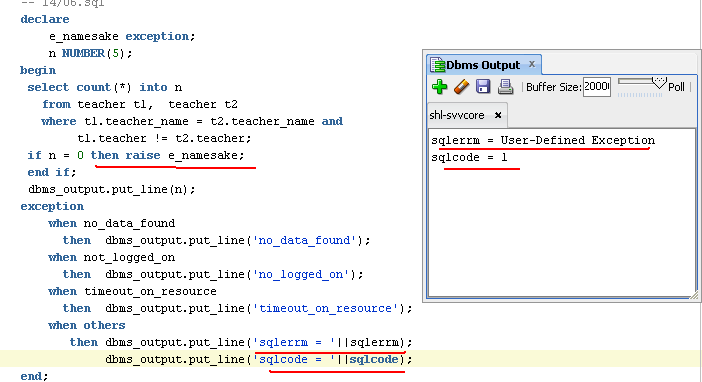 -- 14/06.sql
declare
e_namesake exception;
n NUMBER(5);
begin
select count(*) into n
from teacher t1, teacher t2
where t1.teacher_name = t2.teacher_name and
t1.teacher != t2.teacher;
if n = 0 then raise e_namesake;
end if;
dbms_output.put_line(n);
exception
when no_data_found
then dbms_output.put_line('no_data_found');
when not_logged_on
then dbms_output.put_line('no_logged_on');
when timeout_on_resource
then dbms_output.put_line('timeout_on_resource');
when others
then dbms_output.put_line('sqlerrm = '||sqlerrm);
dbms_output.put_line('sqlcode = '||sqlcode);
end;
Dbms Output x
Buffer Size: 2000 Poll
shl-svvcore x
sqlerrm = User-Defined Exception
sqlcode = 1